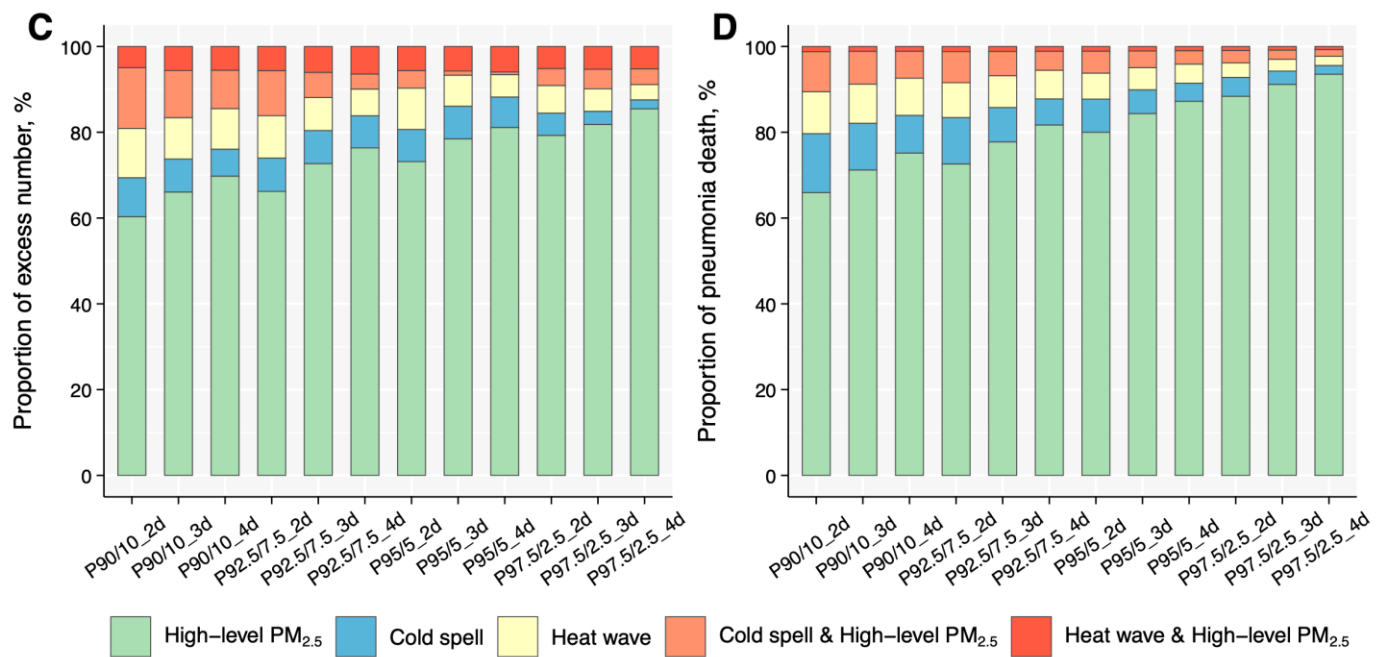 C
Proportion of excess number, %
100
80
60
40
20
0
P90/10_2d
P90/10_3d
P90/10_4d
P92.5/7.5_2d
P92.5/7.5_3d
P92.5/7.5_4d
P95/5_2d
P95/5_3d
P95/5_4d
P97.5/2.5_2d
P97.5/2.5_3d
P97.5/2.5_4d
D
Proportion of pneumonia death, %
100
80
60
40
20
0
P90/10_2d
P90/10_3d
P90/10_4d
P92.5/7.5_2d
P92.5/7.5_3d
P92.5/7.5_4d
P95/5_2d
P95/5_3d
P95/5_4d
P97.5/2.5_2d
P97.5/2.5_3d
P97.5/2.5_4d
High−level PM2.5
Cold spell
Heat wave
Cold spell & High−level PM2.5
Heat wave & High−level PM2.5